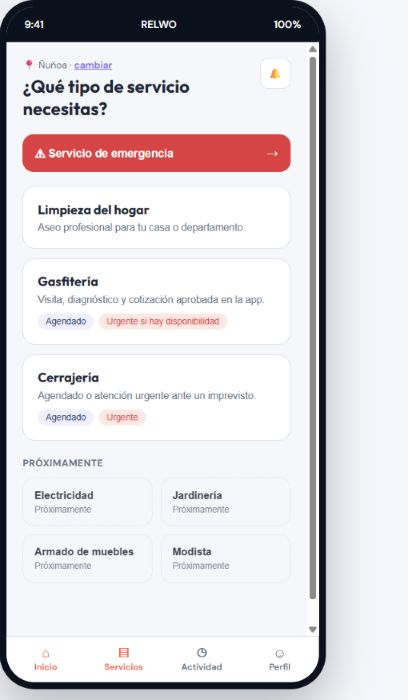 9:41 RELWO 100%
Ñuñoa · cambiar
¿Qué tipo de servicio
necesitas?
⚠ Servicio de emergencia →
Limpieza del hogar
Aseo profesional para tu casa o departamento.
Gasfitería
Visita, diagnóstico y cotización aprobada en la app.
Agendado Urgente si hay disponibilidad
Cerrajería
Agendado o atención urgente ante un imprevisto.
Agendado Urgente
PRÓXIMAMENTE
Electricidad Jardinería
Próximamente Próximamente
Armado de muebles Modista
Próximamente Próximamente
Inicio Servicios Actividad Perfil